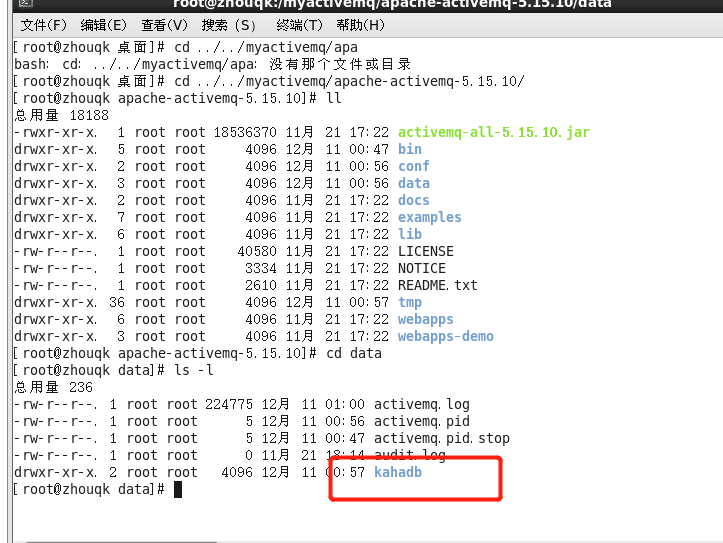 root@zhouqk:/myactivemq/apache-activemq-5.15.10/data
文件(F) 编辑(E) 查看(V) 搜索 (S) 终端(T) 帮助(H)
[root@zhouqk 桌面]# cd ../../myactivemq/apa
bash: cd: ../../myactivemq/apa: 没有那个文件或目录
[root@zhouqk 桌面]# cd ../../myactivemq/apache-activemq-5.15.10/
[root@zhouqk apache-activemq-5.15.10]# ll
总用量 18188
-rwxr-xr-x. 1 root root 18536370 11月 21 17:22 activemq-all-5.15.10.jar
drwxr-xr-x. 5 root root 4096 12月 11 00:47 bin
drwxr-xr-x. 2 root root 4096 12月 11 00:56 conf
drwxr-xr-x. 3 root root 4096 12月 11 00:56 data
drwxr-xr-x. 2 root root 4096 11月 21 17:22 docs
drwxr-xr-x. 7 root root 4096 11月 21 17:22 examples
drwxr-xr-x. 6 root root 4096 11月 21 17:22 lib
-rw-r--r--. 1 root root 40580 11月 21 17:22 LICENSE
-rw-r--r--. 1 root root 3334 11月 21 17:22 NOTICE
-rw-r--r--. 1 root root 2610 11月 21 17:22 README.txt
drwxr-xr-x. 36 root root 4096 12月 11 00:57 tmp
drwxr-xr-x. 6 root root 4096 11月 21 17:22 webapps
drwxr-xr-x. 3 root root 4096 11月 21 17:22 webapps-demo
[root@zhouqk apache-activemq-5.15.10]# cd data
[root@zhouqk data]# ls -l
总用量 236
-rw-r--r--. 1 root root 224775 12月 11 01:00 activemq.log
-rw-r--r--. 1 root root 5 12月 11 00:56 activemq.pid
-rw-r--r--. 1 root root 5 12月 11 00:47 activemq.pid.stop
-rw-r--r--. 1 root root 0 11月 21 18:14 audit.log
drwxr-xr-x. 2 root root 4096 12月 11 00:57 kahadb
[root@zhouqk data]#